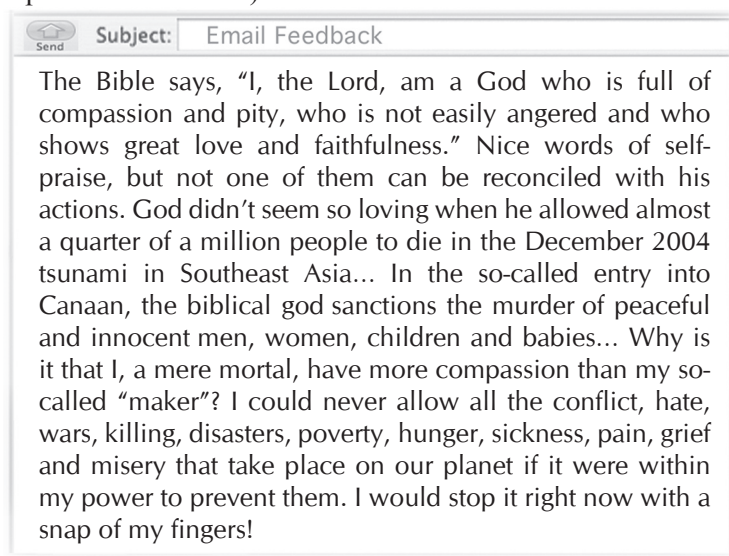 Send Subject: Email Feedback
The Bible says, “I, the Lord, am a God who is full of
compassion and pity, who is not easily angered and who
shows great love and faithfulness.” Nice words of self-
praise, but not one of them can be reconciled with his
actions. God didn’t seem so loving when he allowed almost
a quarter of a million people to die in the December 2004
tsunami in Southeast Asia... In the so-called entry into
Canaan, the biblical god sanctions the murder of peaceful
and innocent men, women, children and babies... Why is
it that I, a mere mortal, have more compassion than my so-
called “maker”? I could never allow all the conflict, hate,
wars, killing, disasters, poverty, hunger, sickness, pain, grief
and misery that take place on our planet if it were within
my power to prevent them. I would stop it right now with a
snap of my fingers!